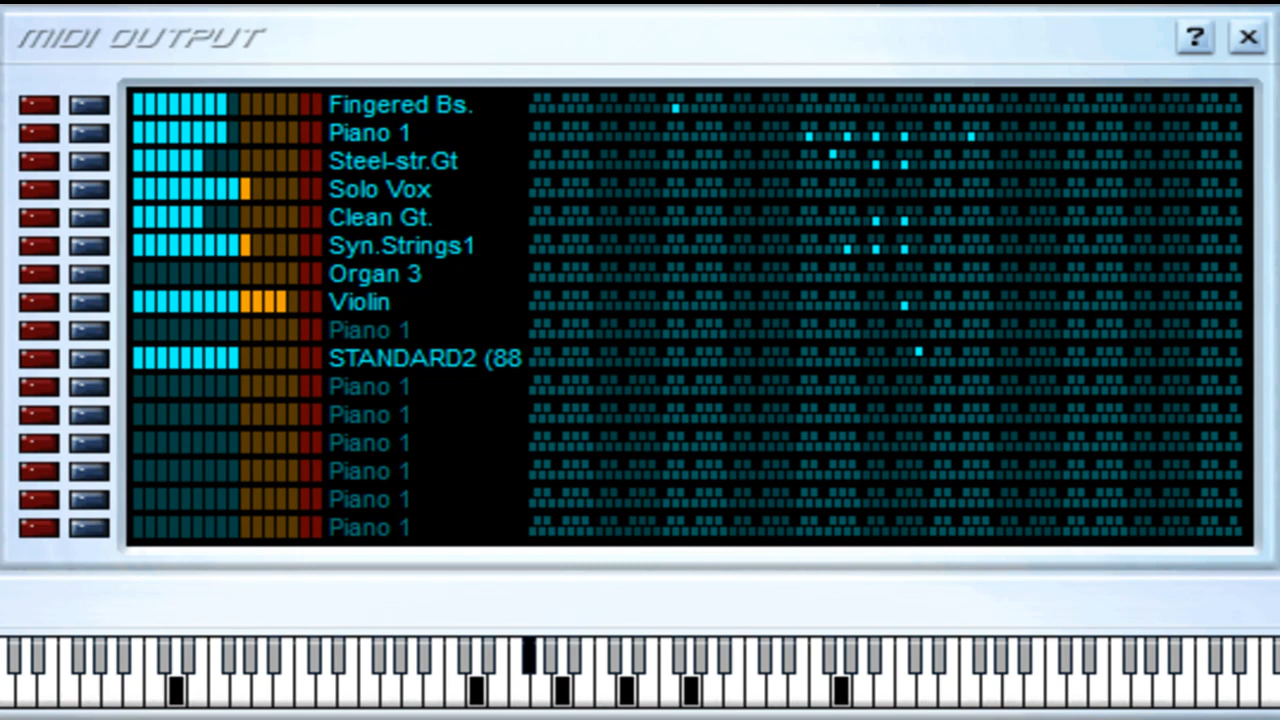 MIDI OUTPUT
? ×
Fingered Bs.
Piano 1
Steel-str.Gt
Solo Vox
Clean Gt.
Syn.Strings1
Organ 3
Violin
Piano 1
STANDARD2 (88
Piano 1
Piano 1
Piano 1
Piano 1
Piano 1
Piano 1